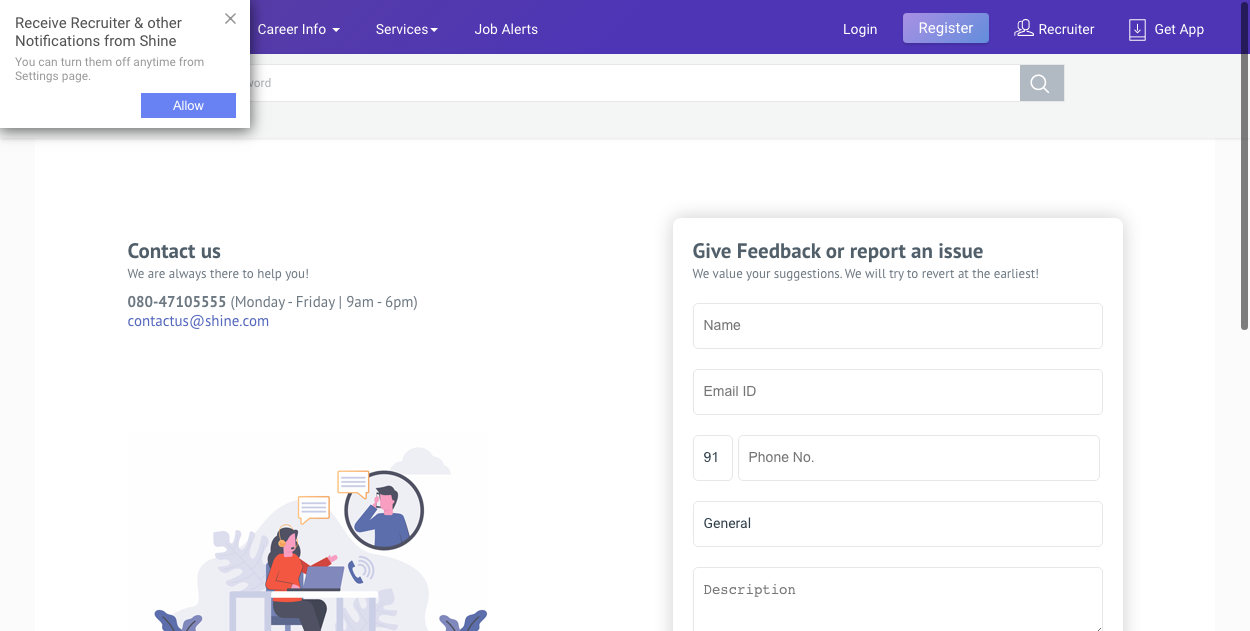 Receive Recruiter & other
Notifications from Shine
You can turn them off anytime from
Settings page.
Allow
Career Info
Services
Job Alerts
Login
Register
Recruiter
Get App
Contact us
We are always there to help you!
080-47105555 (Monday - Friday | 9am - 6pm)
contactus@shine.com
Give Feedback or report an issue
We value your suggestions. We will try to revert at the earliest!
Name
Email ID
91
Phone No.
General
Description